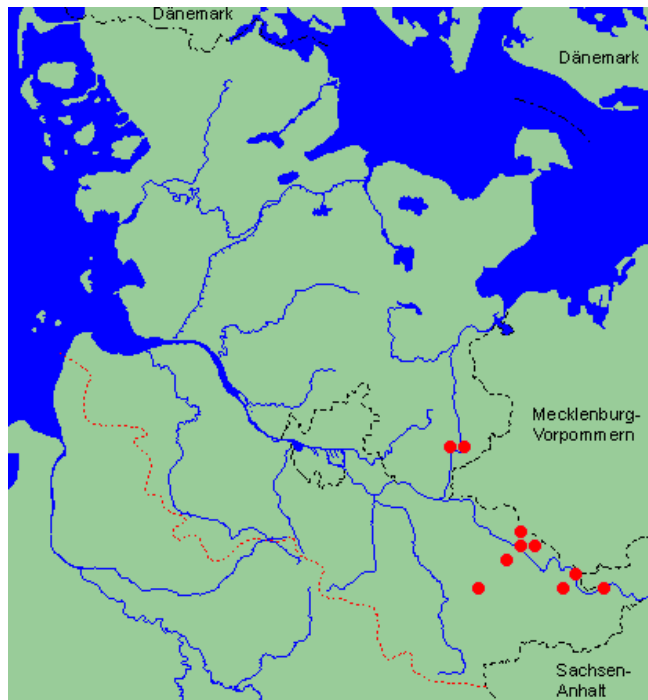 Dänemark
Dänemark
Mecklenburg-
Vorpommern
Sachsen-
Anhalt